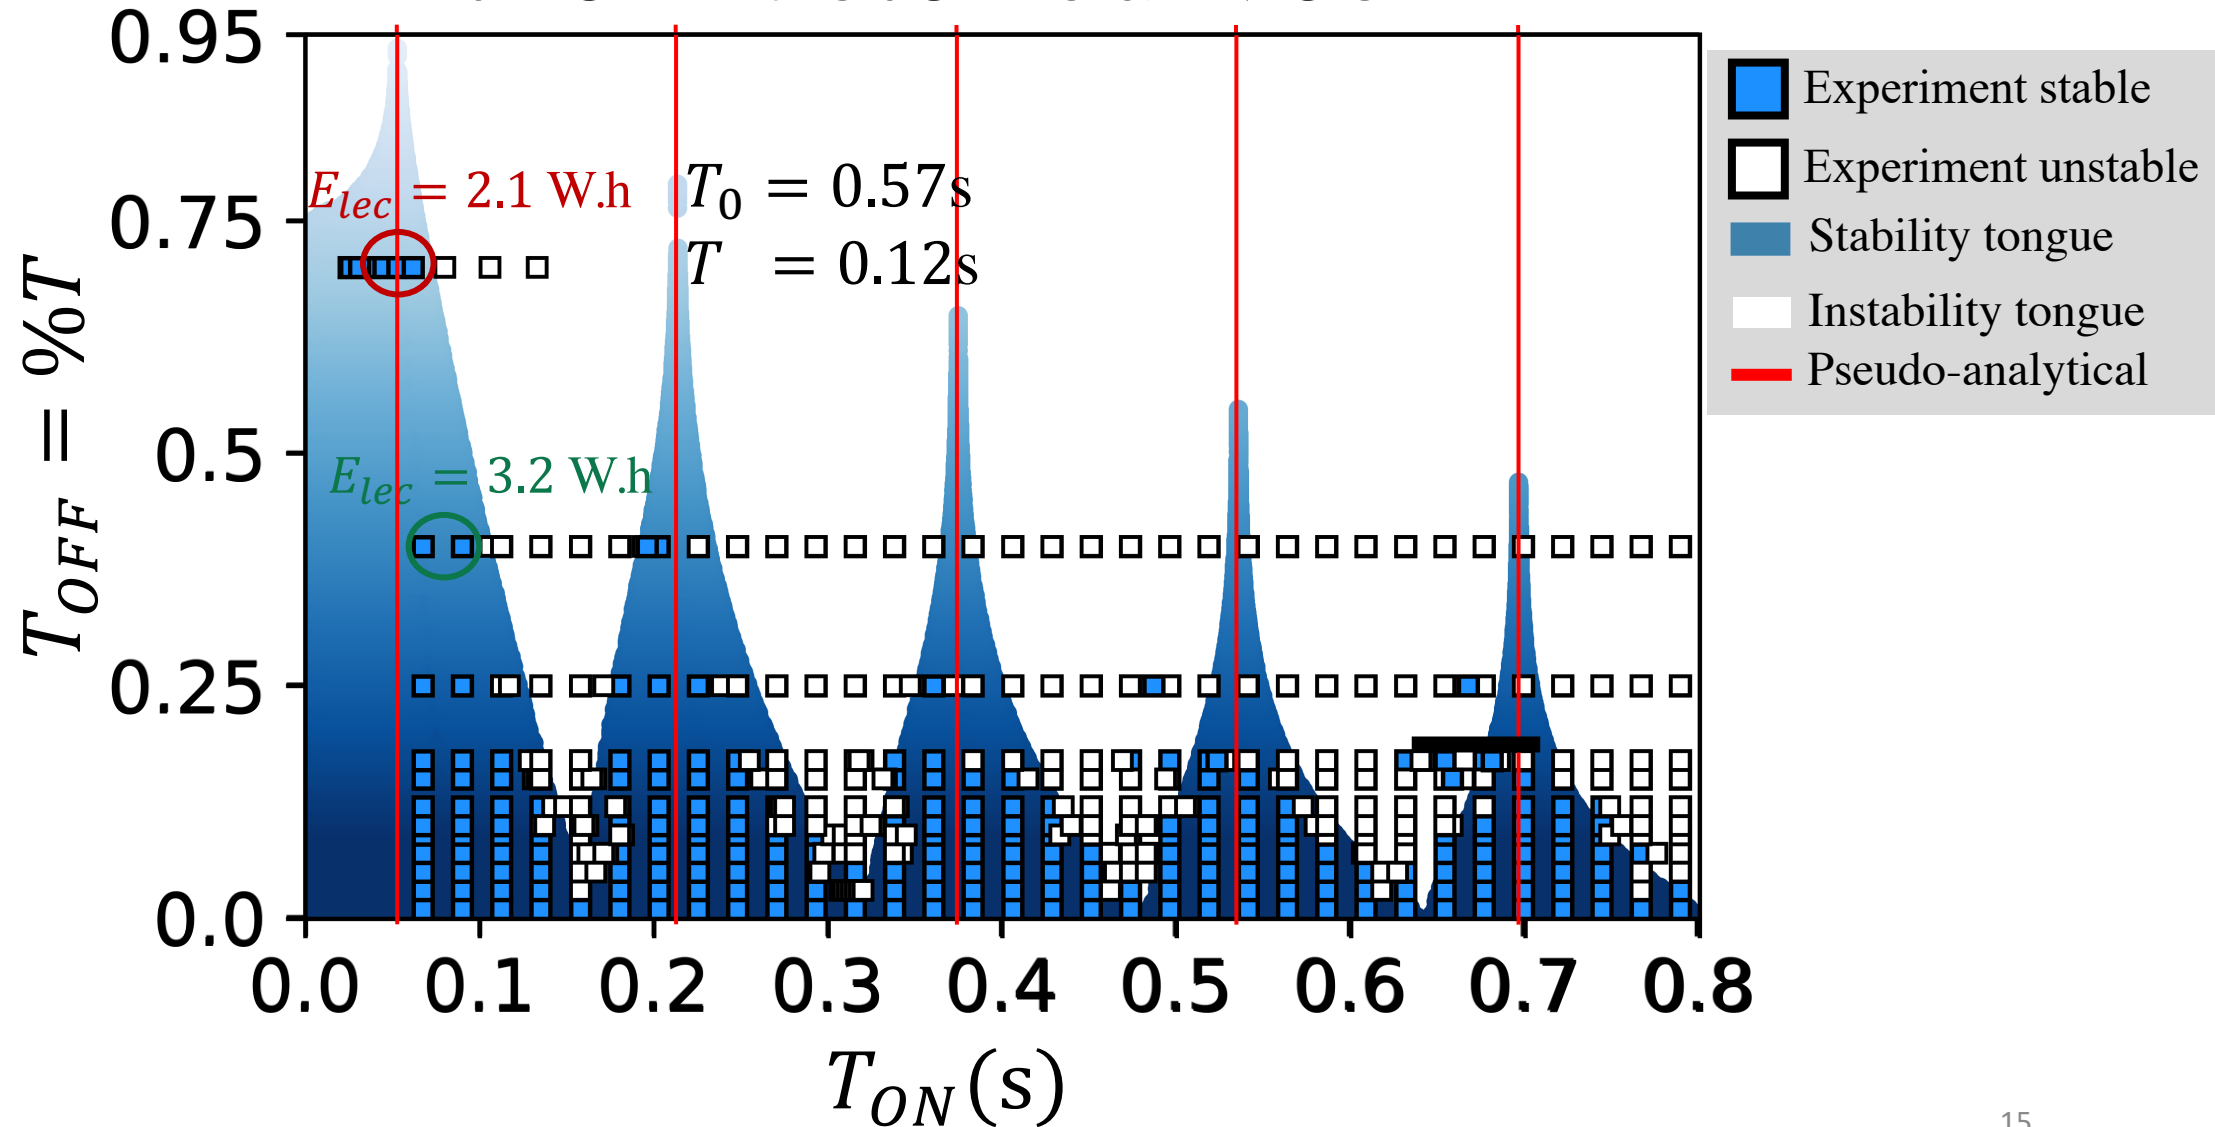 0.95
0.75
0.5
0.25
0.0
T_OFF = %T
E_lec = 2.1 W.h
T_0 = 0.57s
T = 0.12s
E_lec = 3.2 W.h
0.0 0.1 0.2 0.3 0.4 0.5 0.6 0.7 0.8
T_ON(s)
Experiment stable
Experiment unstable
Stability tongue
Instability tongue
Pseudo-analytical
15